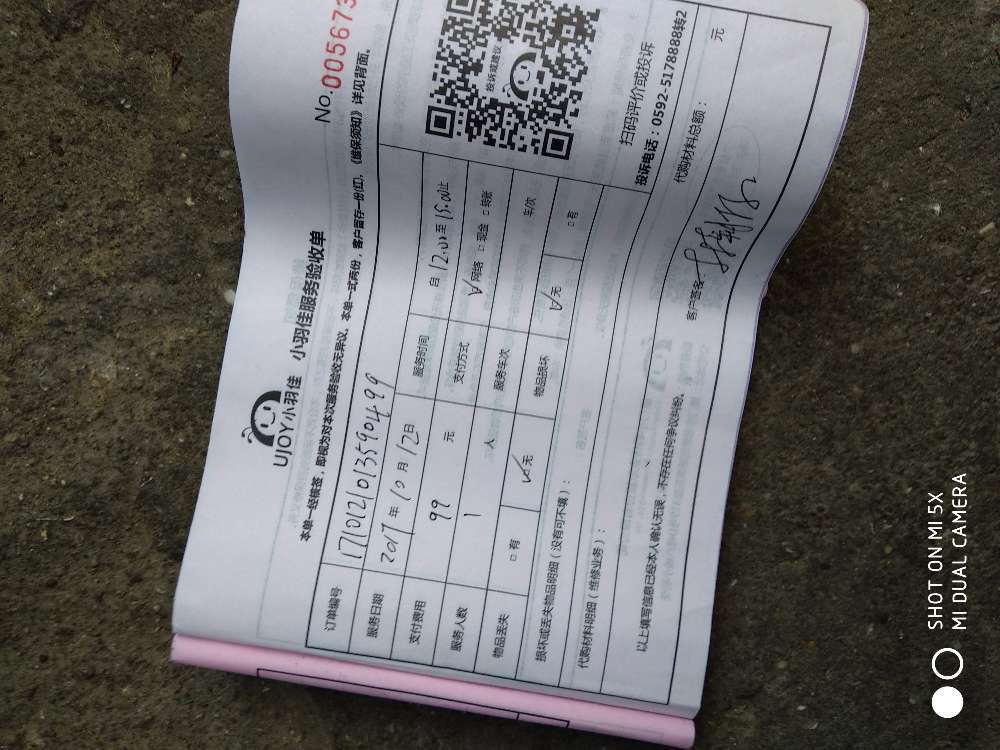 No.005673
UJOY小羽佳 小羽佳服务验收单
本单一经核签，即视为对本次服务验收无异议。本单一式两份，客户留存一份(红)，《维保须知》详见背面。
订单编号 1710121013590499
服务日期 2017年10月12日 服务时间 自12.00至15.00止
支付费用 99 元 支付方式 ☑网络 □现金 □转账
服务人数 1 人 服务车次 车/次
物品丢失 □有 ☑无 物品损坏 ☑无 □有
损坏或丢失物品明细（没有可不填）：
代购材料明细（维修业务）：
代购材料总额： 元
以上填写信息已经本人确认无误，不存在任何争议纠纷。
客户签名：
投诉或建议
扫码评价或投诉
投诉电话：0592-5178888转2
SHOT ON MI 5X
MI DUAL CAMERA